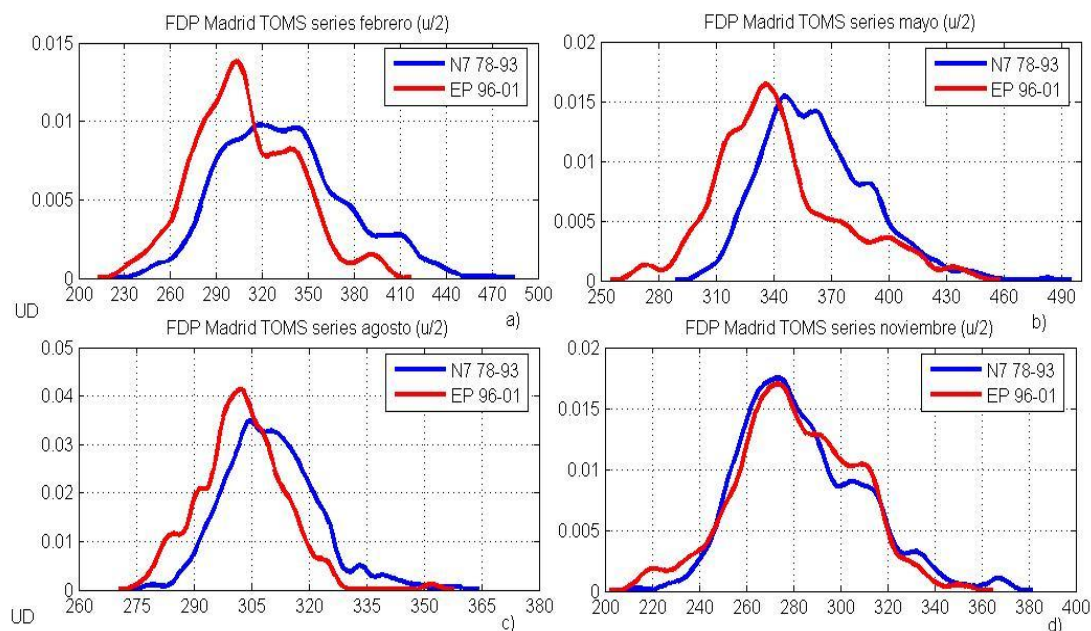 FDP Madrid TOMS series febrero (u/2)
0.015
0.01
0.005
0
N7 78-93
EP 96-01
200 230 260 290 320 350 380 410 440 470 500
UD
a)
FDP Madrid TOMS series mayo (u/2)
0.02
0.015
0.01
0.005
0
N7 78-93
EP 96-01
255 280 310 340 370 400 430 460 490
b)
FDP Madrid TOMS series agosto (u/2)
0.05
0.04
0.03
0.02
0.01
0
N7 78-93
EP 96-01
260 275 290 305 320 335 350 365 380
UD
c)
FDP Madrid TOMS series noviembre (u/2)
0.02
0.015
0.01
0.005
0
N7 78-93
EP 96-01
200 220 240 260 280 300 320 340 360 380 400
d)